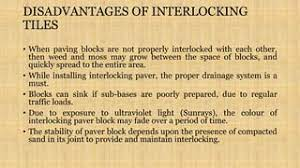 DISADVANTAGES OF INTERLOCKING
TILES
• When paving blocks are not properly interlocked with each other,
then weed and moss may grow between the space of blocks, and
quickly spread to the entire area.
• While installing interlocking paver, the proper drainage system is a
must.
• Blocks can sink if sub-bases are poorly prepared, due to regular
traffic loads.
• Due to exposure to ultraviolet light (Sunrays), the colour of
interlocking paver block may fade over a period of time.
• The stability of paver block depends upon the presence of compacted
sand in its joint to provide and maintain interlocking.